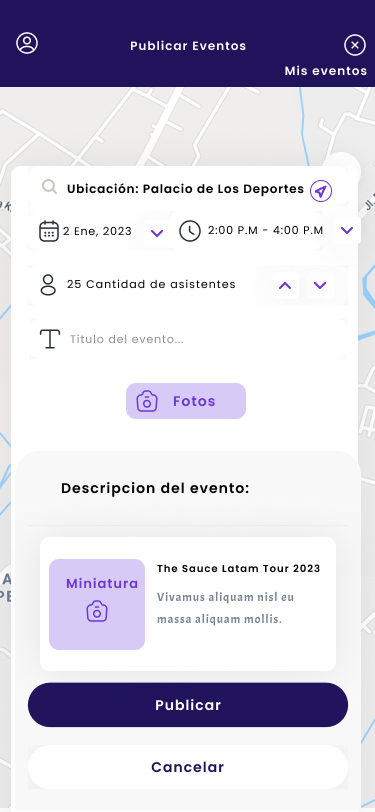 Publicar Eventos
Mis eventos
Ubicación: Palacio de Los Deportes
2 Ene, 2023
2:00 P.M - 4:00 P.M
25 Cantidad de asistentes
Titulo del evento...
Fotos
Descripcion del evento:
Miniatura
The Sauce Latam Tour 2023
Vivamus aliquam nisl eu
massa aliquam mollis.
Publicar
Cancelar